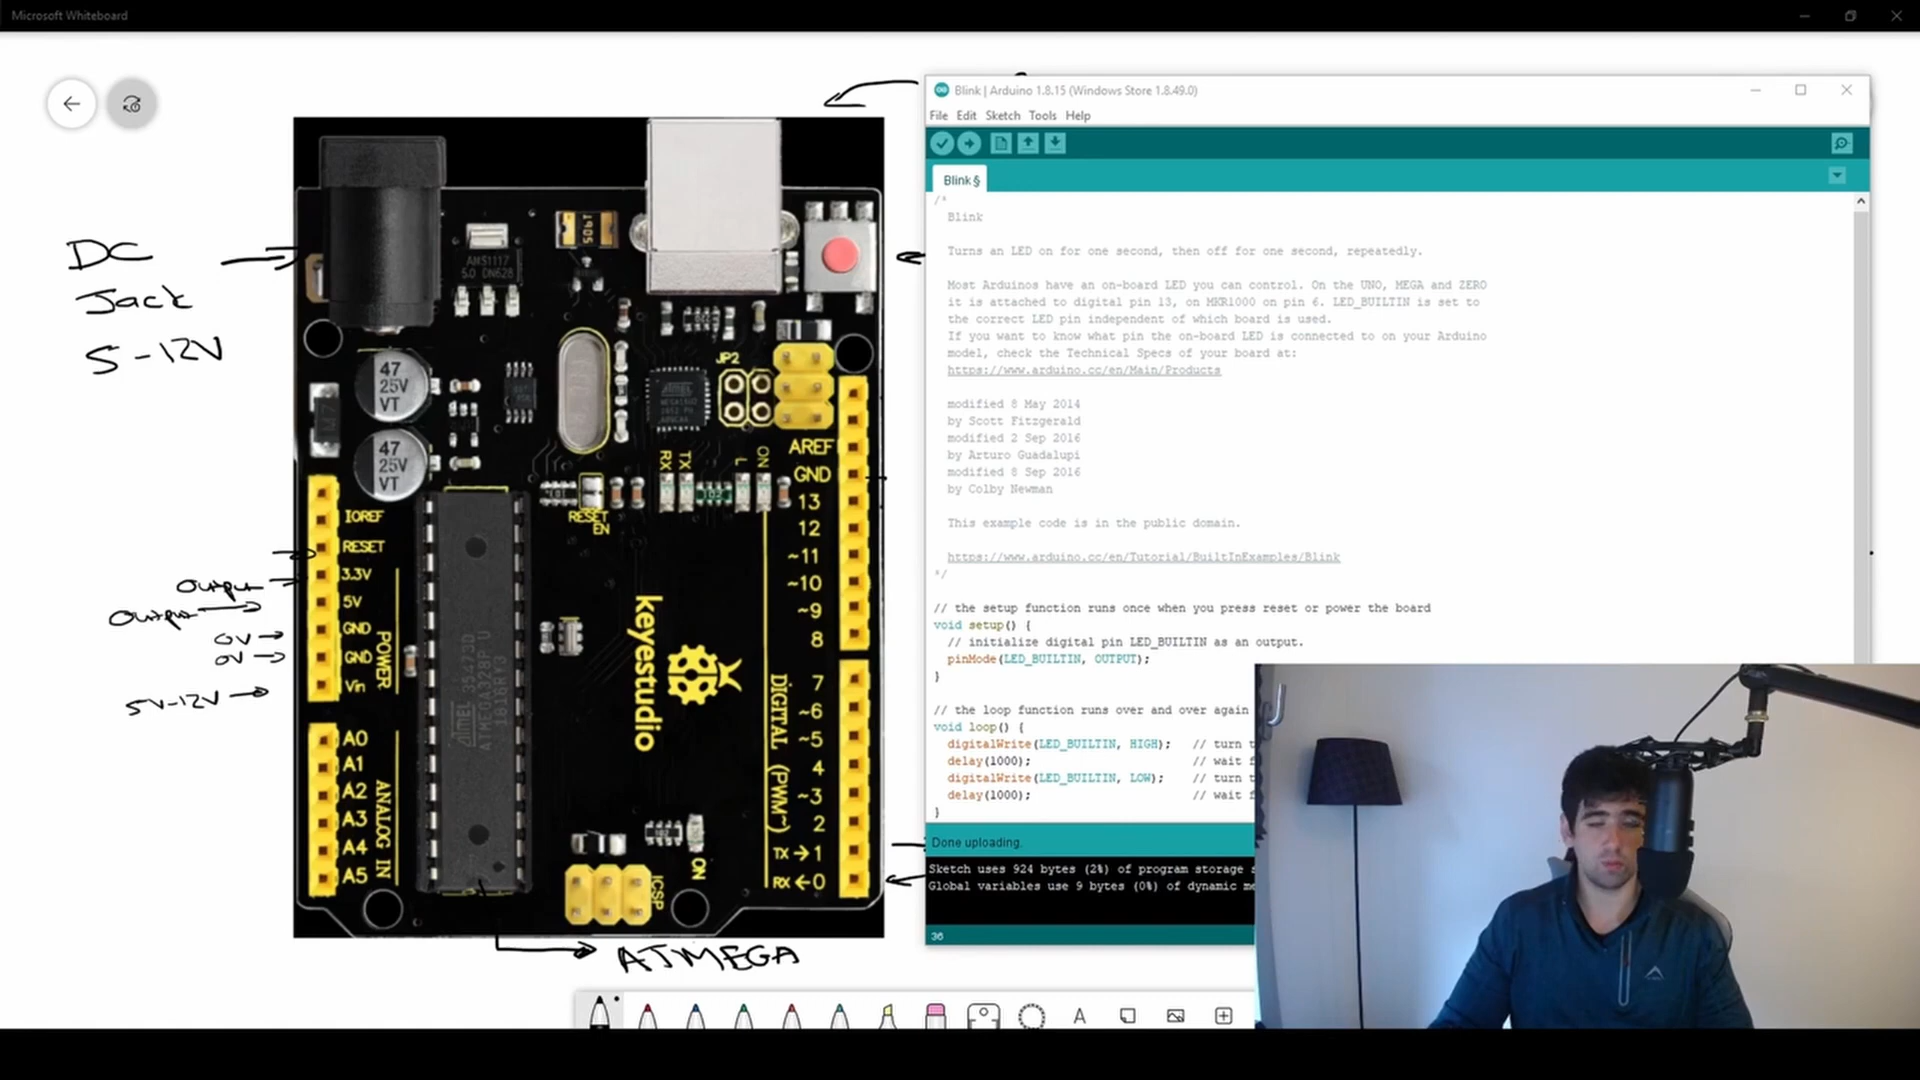 Microsoft Whiteboard
DC
Jack
5-12V
Output
Output
0V
0V
5V-12V
ATMEGA
AMS1117
5.0 DN628
47
25V
VT
47
25V
VT
JP2
AREF
GND
13
12
~11
~10
~9
8
7
~6
~5
4
~3
2
TX→1
RX←0
DIGITAL (PWM~)
RX
TX
L
ON
RESET
EN
IOREF
RESET
3.3V
5V
GND
GND
Vin
POWER
A0
A1
A2
A3
A4
A5
ANALOG IN
keyestudio
ICSP
ON
Blink | Arduino 1.8.15 (Windows Store 1.8.49.0)
File Edit Sketch Tools Help
Blink §
/*
Blink
Turns an LED on for one second, then off for one second, repeatedly.
Most Arduinos have an on-board LED you can control. On the UNO, MEGA and ZERO
it is attached to digital pin 13, on MKR1000 on pin 6. LED_BUILTIN is set to
the correct LED pin independent of which board is used.
If you want to know what pin the on-board LED is connected to on your Arduino
model, check the Technical Specs of your board at:
https://www.arduino.cc/en/Main/Products
modified 8 May 2014
by Scott Fitzgerald
modified 2 Sep 2016
by Arturo Guadalupi
modified 8 Sep 2016
by Colby Newman
This example code is in the public domain.
https://www.arduino.cc/en/Tutorial/BuiltInExamples/Blink
*/
// the setup function runs once when you press reset or power the board
void setup() {
// initialize digital pin LED_BUILTIN as an output.
pinMode(LED_BUILTIN, OUTPUT);
}
// the loop function runs over and over again
void loop() {
digitalWrite(LED_BUILTIN, HIGH); // turn t
delay(1000); // wait f
digitalWrite(LED_BUILTIN, LOW); // turn t
delay(1000); // wait f
}
Done uploading.
Sketch uses 924 bytes (2%) of program storage s
Global variables use 9 bytes (0%) of dynamic me
36